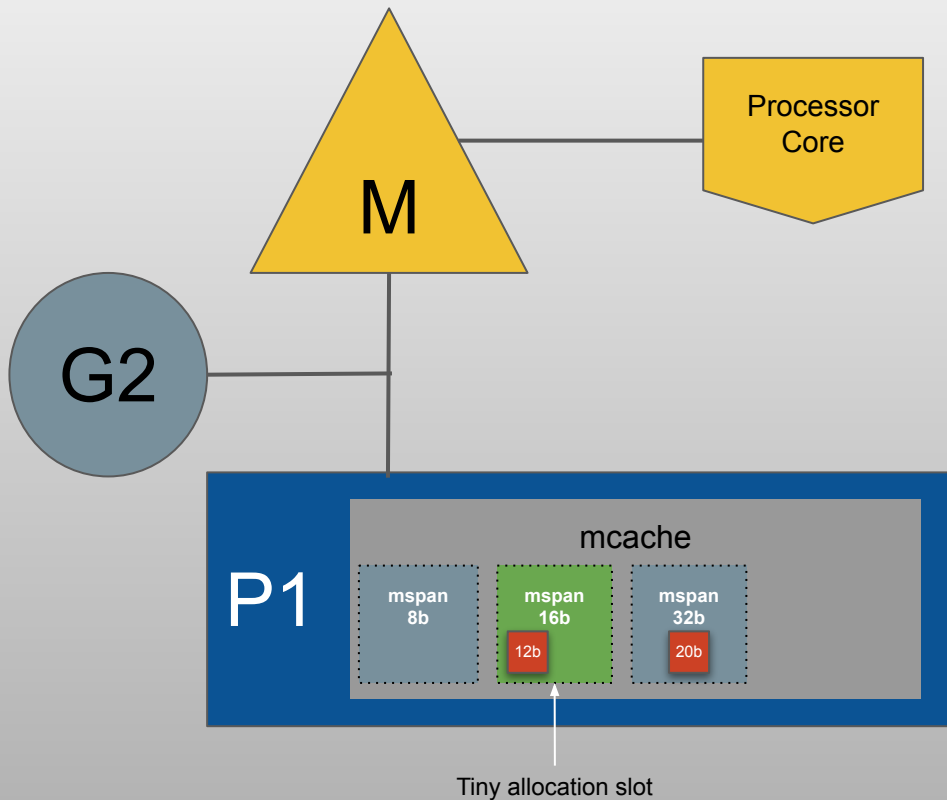 Processor
Core
M
G2
mcache
P1
mspan
8b
mspan
16b
mspan
32b
12b
20b
Tiny allocation slot